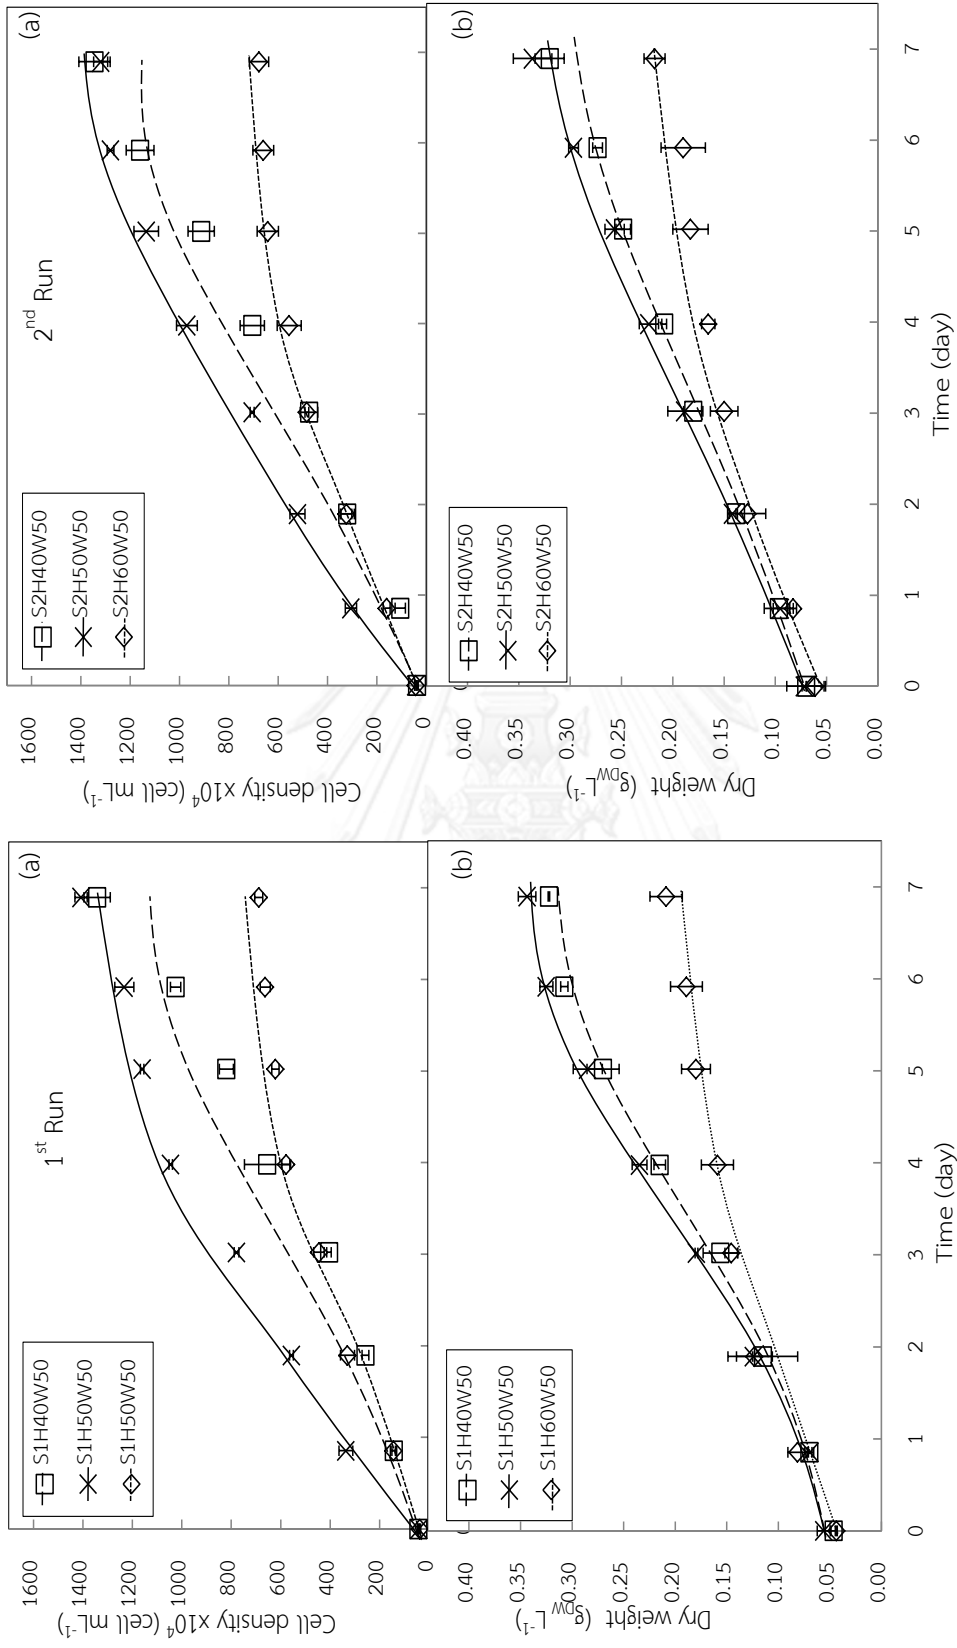 1st Run
(a)
Cell density x10⁴ (cell mL⁻¹)
1600
1400
1200
1000
800
600
400
200
0
S1H40W50
S1H50W50
S1H50W50
(b)
Dry weight (gDW L⁻¹)
0.40
0.35
0.30
0.25
0.20
0.15
0.10
0.05
0.00
S1H40W50
S1H50W50
S1H60W50
0 1 2 3 4 5 6 7
Time (day)
2nd Run
(a)
Cell density x10⁴ (cell mL⁻¹)
1600
1400
1200
1000
800
600
400
200
0
S2H40W50
S2H50W50
S2H60W50
(b)
Dry weight (gDW L⁻¹)
0.40
0.35
0.30
0.25
0.20
0.15
0.10
0.05
0.00
S2H40W50
S2H50W50
S2H60W50
0 1 2 3 4 5 6 7
Time (day)